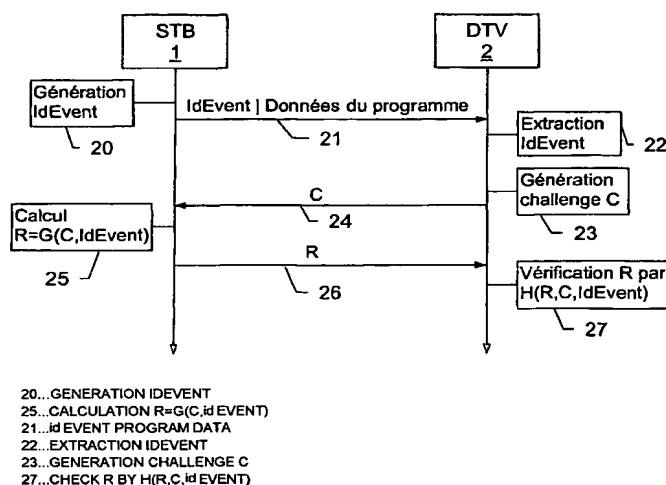 STB
1
DTV
2
Génération
IdEvent
20
IdEvent | Données du programme
21
Extraction
IdEvent
22
C
24
Génération
challenge C
23
Calcul
R=G(C,IdEvent)
25
R
26
Vérification R par
H(R,C,IdEvent)
27
20...GENERATION IDEVENT
25...CALCULATION R=G(C,id EVENT)
21...id EVENT PROGRAM DATA
22...EXTRACTION IDEVENT
23...GENERATION CHALLENGE C
27...CHECK R BY H(R,C,id EVENT)